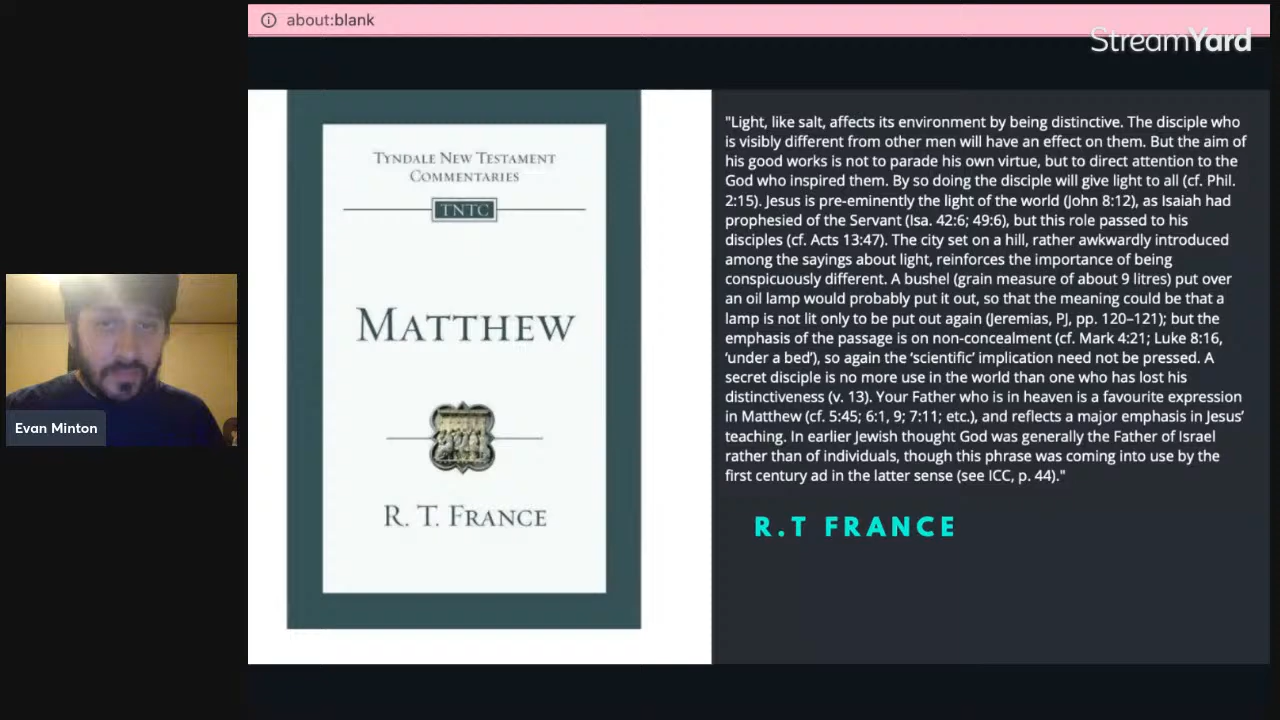 about:blank
StreamYard
TYNDALE NEW TESTAMENT
COMMENTARIES
TNTC
MATTHEW
R. T. FRANCE
"Light, like salt, affects its environment by being distinctive. The disciple who
is visibly different from other men will have an effect on them. But the aim of
his good works is not to parade his own virtue, but to direct attention to the
God who inspired them. By so doing the disciple will give light to all (cf. Phil.
2:15). Jesus is pre-eminently the light of the world (John 8:12), as Isaiah had
prophesied of the Servant (Isa. 42:6; 49:6), but this role passed to his
disciples (cf. Acts 13:47). The city set on a hill, rather awkwardly introduced
among the sayings about light, reinforces the importance of being
conspicuously different. A bushel (grain measure of about 9 litres) put over
an oil lamp would probably put it out, so that the meaning could be that a
lamp is not lit only to be put out again (Jeremias, PJ, pp. 120–121); but the
emphasis of the passage is on non-concealment (cf. Mark 4:21; Luke 8:16,
‘under a bed’), so again the ‘scientific’ implication need not be pressed. A
secret disciple is no more use in the world than one who has lost his
distinctiveness (v. 13). Your Father who is in heaven is a favourite expression
in Matthew (cf. 5:45; 6:1, 9; 7:11; etc.), and reflects a major emphasis in Jesus’
teaching. In earlier Jewish thought God was generally the Father of Israel
rather than of individuals, though this phrase was coming into use by the
first century ad in the latter sense (see ICC, p. 44)."
R.T FRANCE
Evan Minton